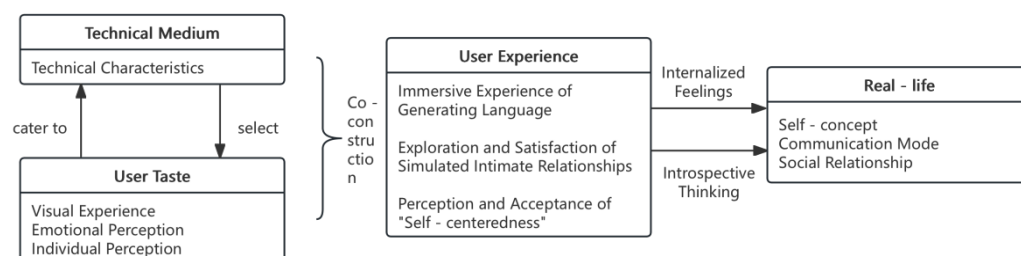 Technical Medium
Technical Characteristics
cater to
select
User Taste
Visual Experience
Emotional Perception
Individual Perception
Co -
con
stru
ctio
n
User Experience
Immersive Experience of
Generating Language
Exploration and Satisfaction of
Simulated Intimate Relationships
Perception and Acceptance of
"Self - centeredness"
Internalized
Feelings
Introspective
Thinking
Real - life
Self - concept
Communication Mode
Social Relationship